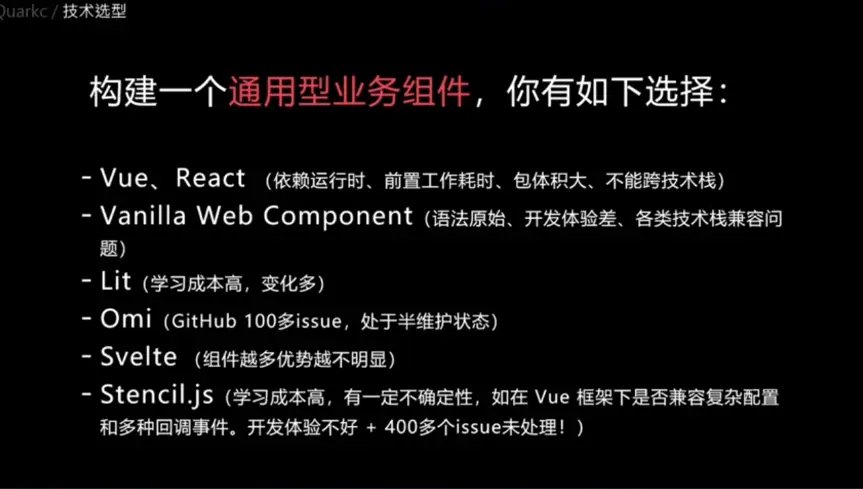 Quarkc / 技术选型
构建一个通用型业务组件，你有如下选择：
- Vue、React （依赖运行时、前置工作耗时、包体积大、不能跨技术栈）
- Vanilla Web Component（语法原始、开发体验差、各类技术栈兼容问
题）
- Lit（学习成本高，变化多）
- Omi（GitHub 100多issue，处于半维护状态）
- Svelte （组件越多优势越不明显）
- Stencil.js（学习成本高，有一定不确定性，如在 Vue 框架下是否兼容复杂配置
和多种回调事件。开发体验不好 + 400多个issue未处理！）